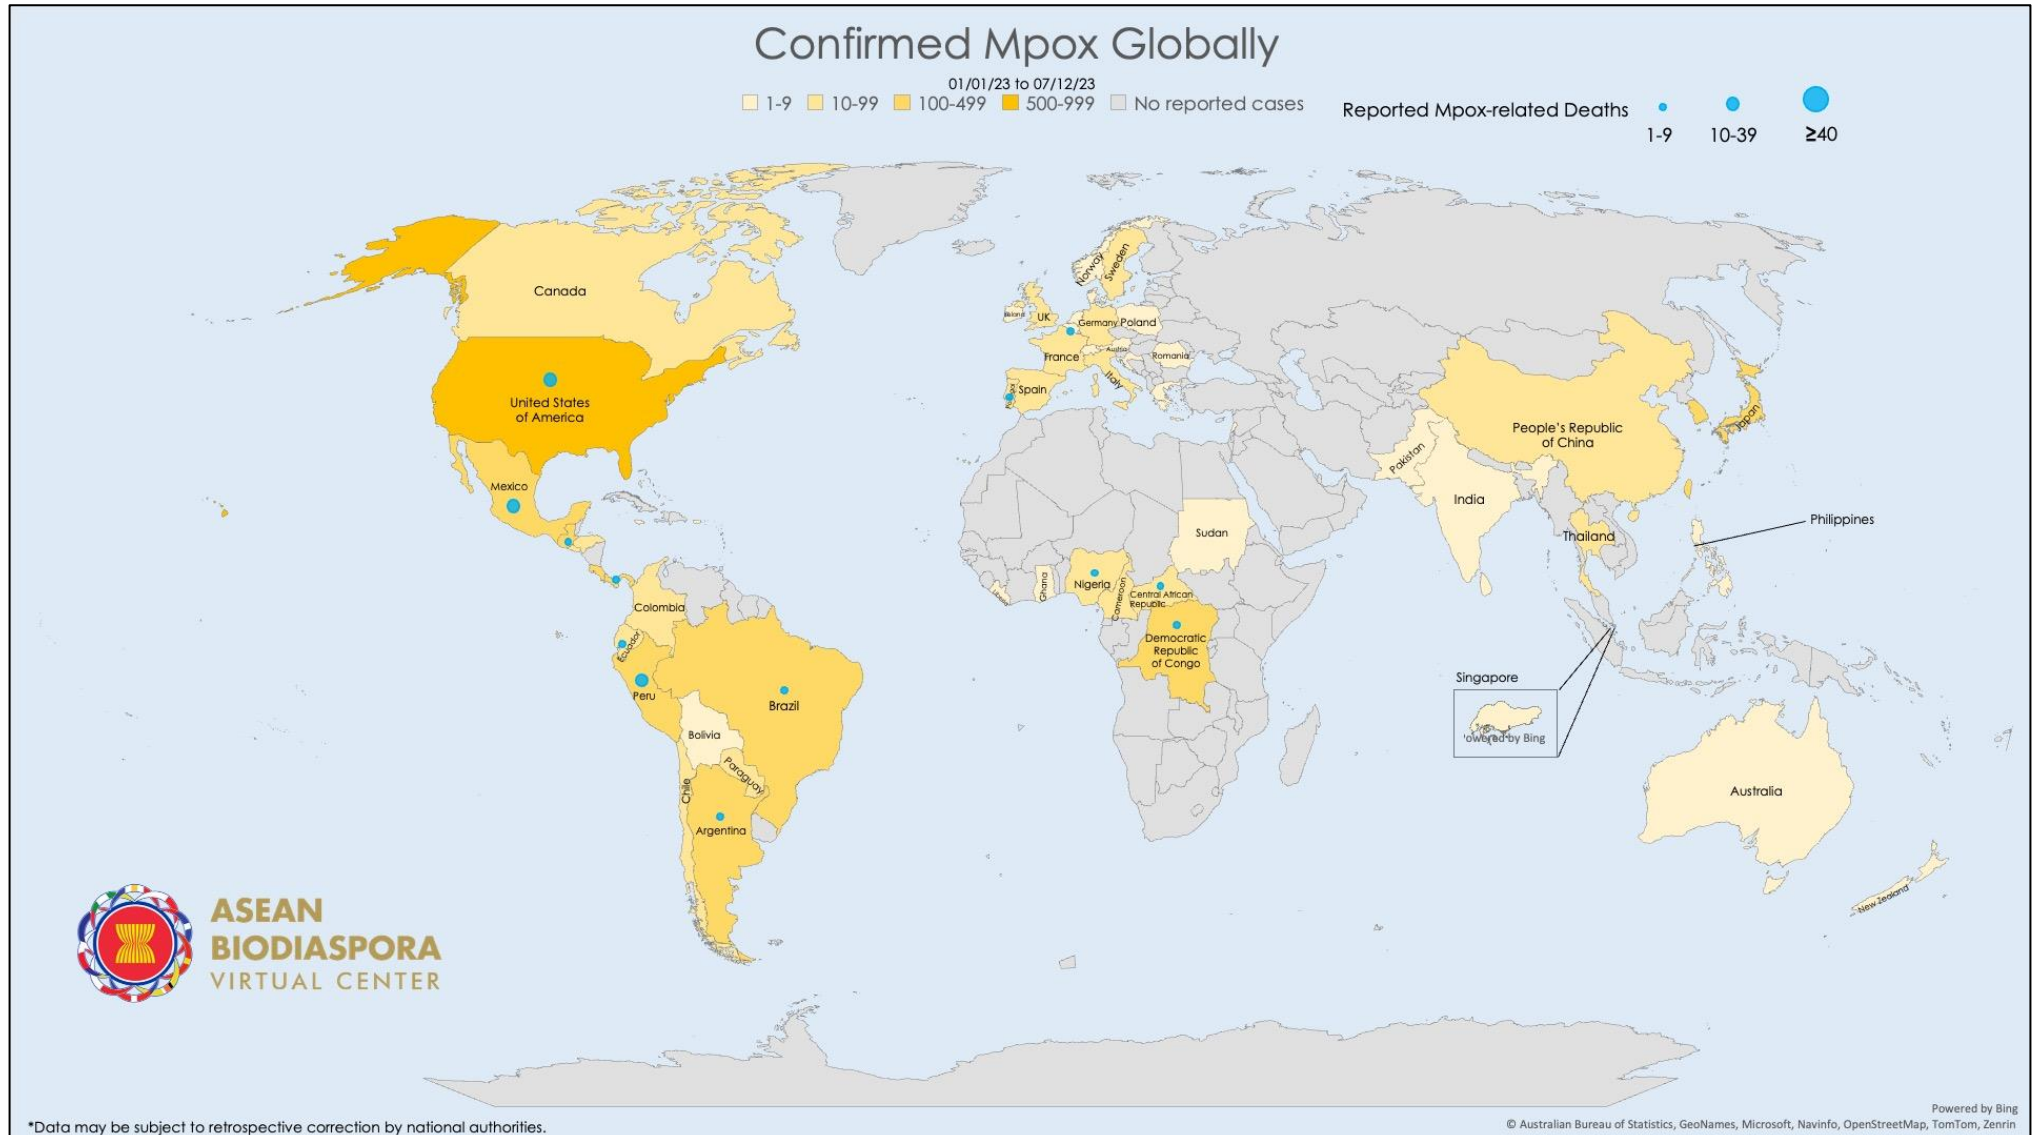 Confirmed Mpox Globally
01/01/23 to 07/12/23
1-9
10-99
100-499
500-999
No reported cases
Reported Mpox-related Deaths
1-9
10-39
≥40
Canada
United States
of America
Mexico
Colombia
Ecuador
Peru
Brazil
Bolivia
Paraguay
Chile
Argentina
Norway
Sweden
UK
Germany
Poland
France
Austria
Romania
Italy
Spain
Sudan
Ghana
Nigeria
Cameroon
Central African
Republic
Democratic
Republic
of Congo
People's Republic
of China
Japan
Pakistan
India
Thailand
Philippines
Singapore
Australia
New Zealand
ASEAN
BIODIASPORA
VIRTUAL CENTER
*Data may be subject to retrospective correction by national authorities.
Powered by Bing
© Australian Bureau of Statistics, GeoNames, Microsoft, Navinfo, OpenStreetMap, TomTom, Zenrin